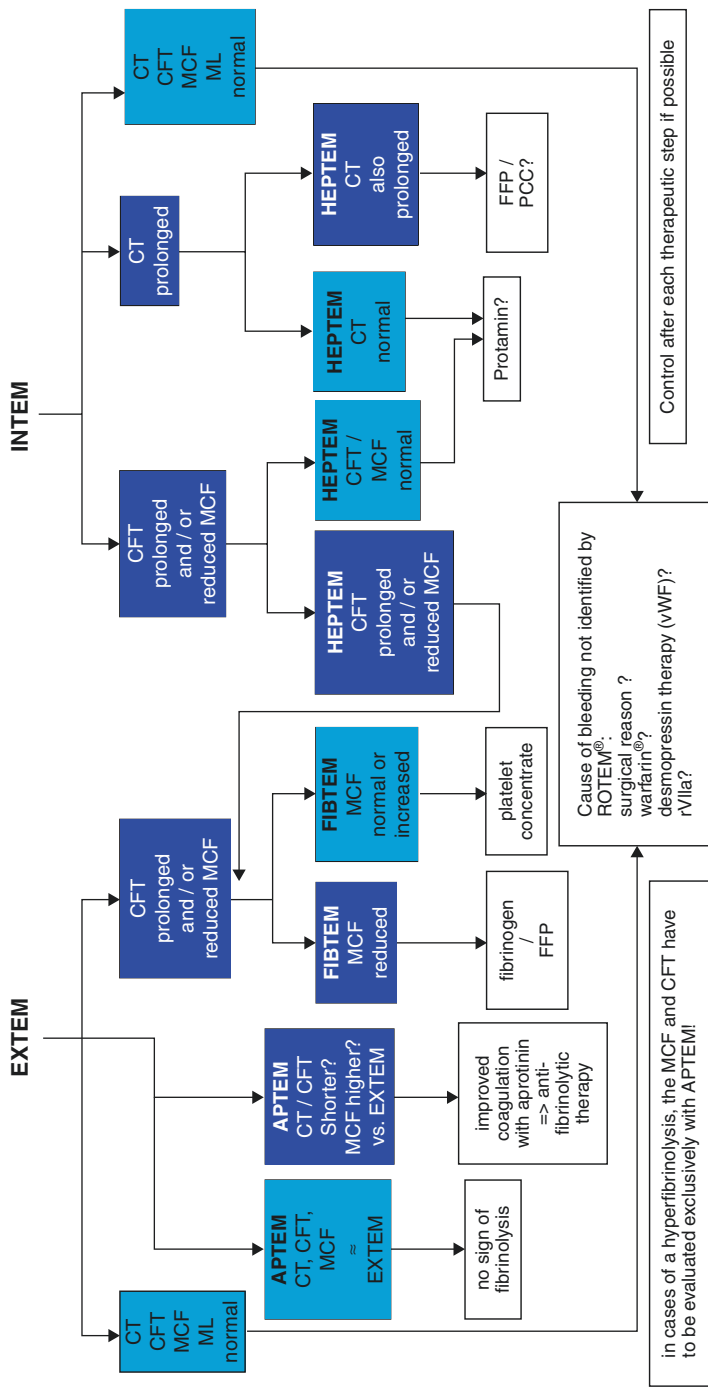 EXTEM
CT
CFT
MCF
ML
normal
APTEM
CT, CFT,
MCF
≈
EXTEM
no sign of
fibrinolysis
APTEM
CT / CFT
Shorter?
MCF higher?
vs. EXTEM
improved
coagulation
with aprotinin
=> anti-
fibrinolytic
therapy
CFT
prolonged
and / or
reduced MCF
FIBTEM
MCF
reduced
fibrinogen
/
FFP
FIBTEM
MCF
normal or
increased
platelet
concentrate
INTEM
CFT
prolonged
and / or
reduced MCF
HEPTEM
CFT
prolonged
and / or
reduced MCF
HEPTEM
CFT /
MCF
normal
CT
prolonged
HEPTEM
CT
normal
Protamin?
HEPTEM
CT
also
prolonged
FFP /
PCC?
CT
CFT
MCF
ML
normal
in cases of a hyperfibrinolysis, the MCF and CFT have
to be evaluated exclusively with APTEM!
Cause of bleeding not identified by
ROTEM®:
surgical reason ?
warfarin®?
desmopressin therapy (vWF)?
rVIIa?
Control after each therapeutic step if possible